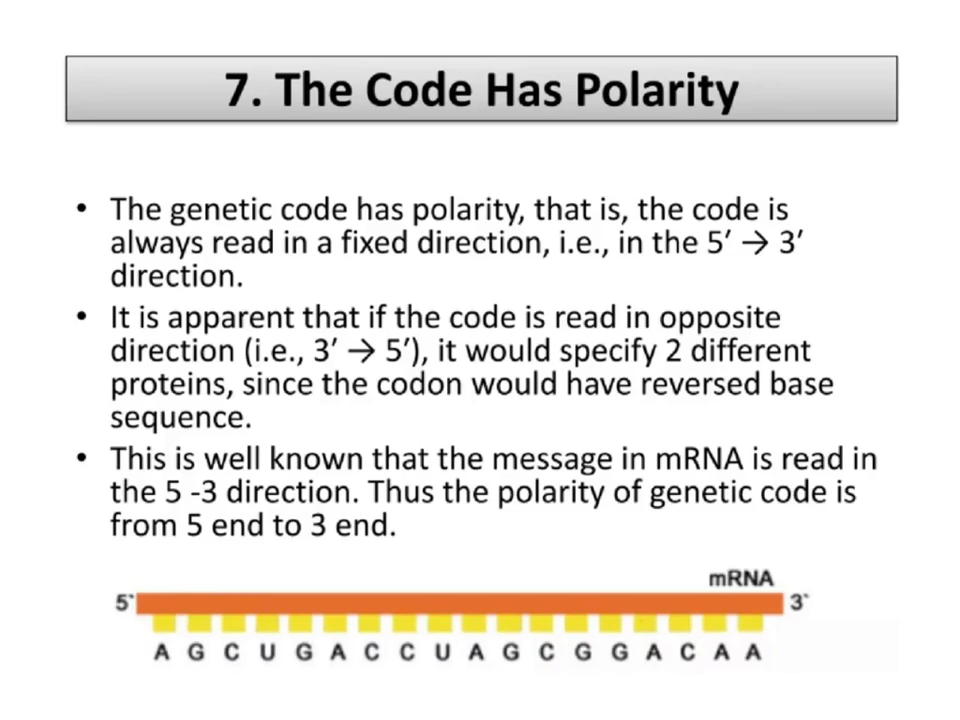 7. The Code Has Polarity
• The genetic code has polarity, that is, the code is
always read in a fixed direction, i.e., in the 5′ → 3′
direction.
• It is apparent that if the code is read in opposite
direction (i.e., 3′ → 5′), it would specify 2 different
proteins, since the codon would have reversed base
sequence.
• This is well known that the message in mRNA is read in
the 5 -3 direction. Thus the polarity of genetic code is
from 5 end to 3 end.
mRNA
5` 3`
A G C U G A C C U A G C G G A C A A